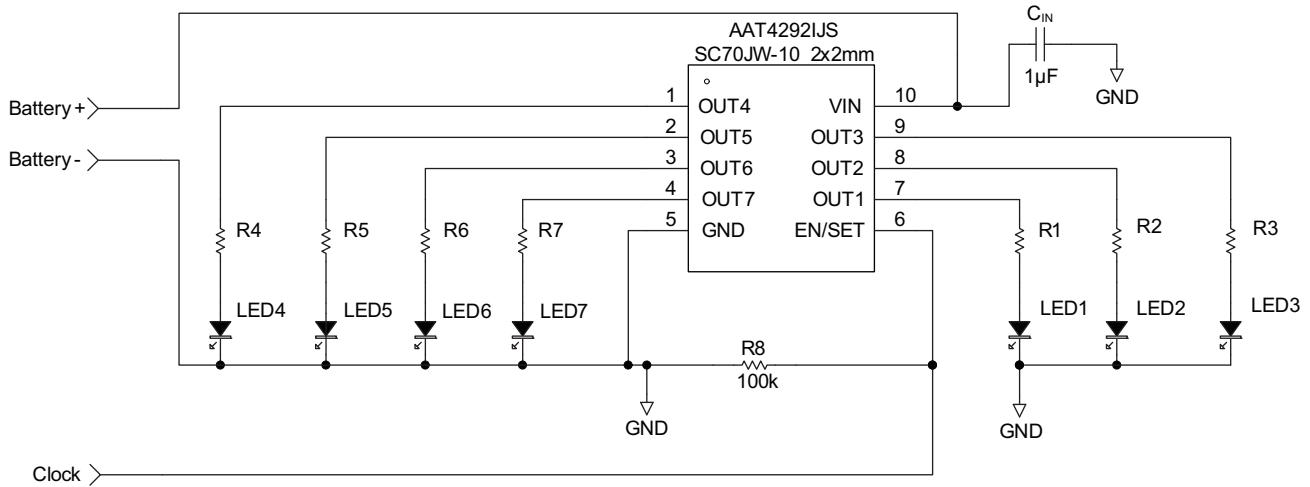 AAT4292IJS
SC70JW-10 2x2mm
C_IN
1µF
GND
Battery +
Battery -
1
OUT4
VIN
10
2
OUT5
OUT3
9
3
OUT6
OUT2
8
4
OUT7
OUT1
7
5
GND
EN/SET
6
R4
R5
R6
R7
R1
R2
R3
LED4
LED5
LED6
LED7
LED1
LED2
LED3
R8
100k
GND
GND
Clock